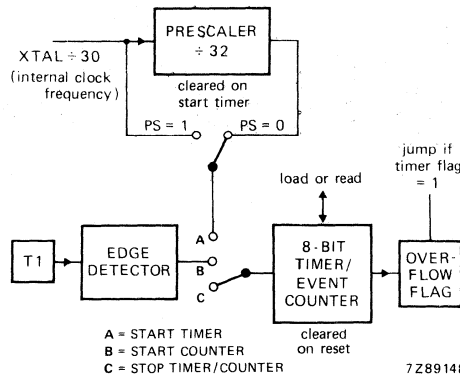 PRESCALER
÷ 32
XTAL ÷ 30
(internal clock
frequency)
cleared on
start timer
PS = 1
PS = 0
jump if
timer flag
= 1
load or read
A
B
C
T1
EDGE
DETECTOR
8-BIT
TIMER/
EVENT
COUNTER
OVER-
FLOW
FLAG
cleared
on reset
A = START TIMER
B = START COUNTER
C = STOP TIMER/COUNTER
7Z89148